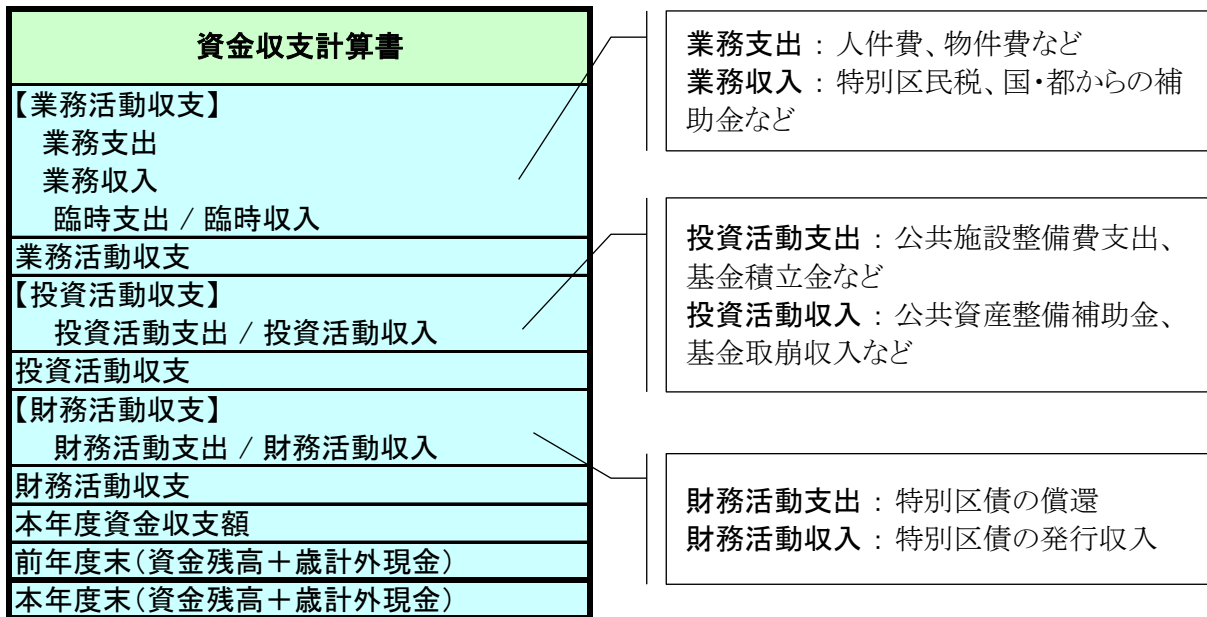 資金収支計算書
【業務活動収支】
業務支出
業務収入
臨時支出 / 臨時収入
業務活動収支
【投資活動収支】
投資活動支出 / 投資活動収入
投資活動収支
【財務活動収支】
財務活動支出 / 財務活動収入
財務活動収支
本年度資金収支額
前年度末(資金残高+歳計外現金)
本年度末(資金残高+歳計外現金)
業務支出 : 人件費、物件費など
業務収入 : 特別区民税、国・都からの補
助金など
投資活動支出 : 公共施設整備費支出、
基金積立金など
投資活動収入 : 公共資産整備補助金、
基金取崩収入など
財務活動支出 : 特別区債の償還
財務活動収入 : 特別区債の発行収入